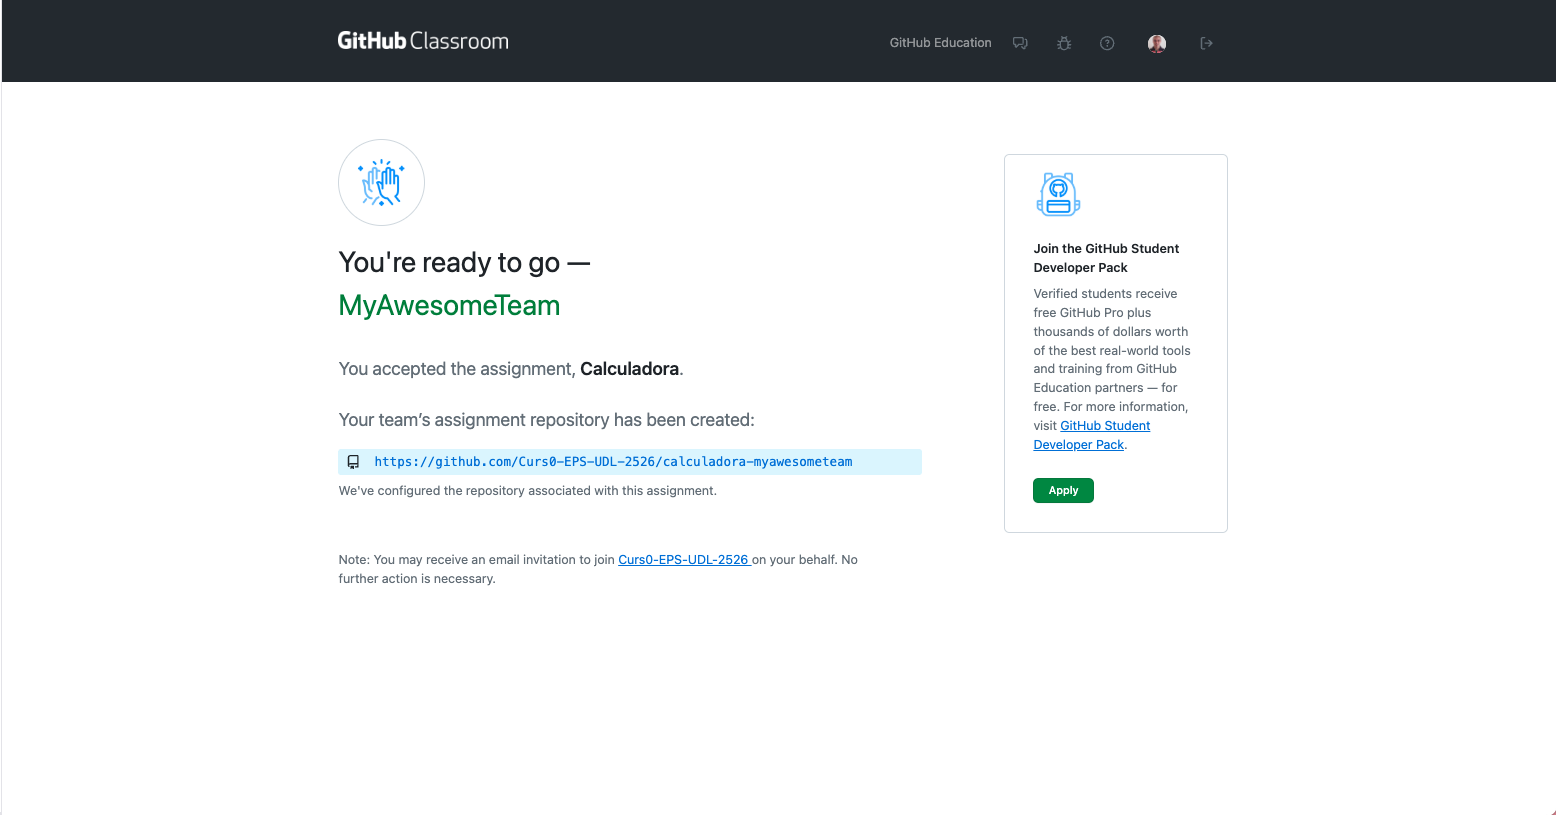 GitHub Classroom
GitHub Education
You're ready to go —
MyAwesomeTeam
You accepted the assignment, Calculadora.
Your team’s assignment repository has been created:
https://github.com/Curs0-EPS-UDL-2526/calculadora-myawesometeam
We've configured the repository associated with this assignment.
Note: You may receive an email invitation to join Curs0-EPS-UDL-2526 on your behalf. No
further action is necessary.
Join the GitHub Student
Developer Pack
Verified students receive
free GitHub Pro plus
thousands of dollars worth
of the best real-world tools
and training from GitHub
Education partners — for
free. For more information,
visit GitHub Student
Developer Pack.
Apply